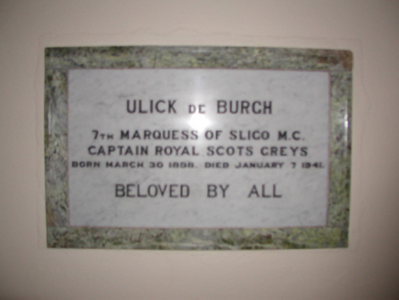 ULICK DE BURGH
7TH MARQUESS OF SLIGO M.C.
CAPTAIN ROYAL SCOTS GREYS
BORN MARCH 30 1898. DIED JANUARY 7 1941.
BELOVED BY ALL